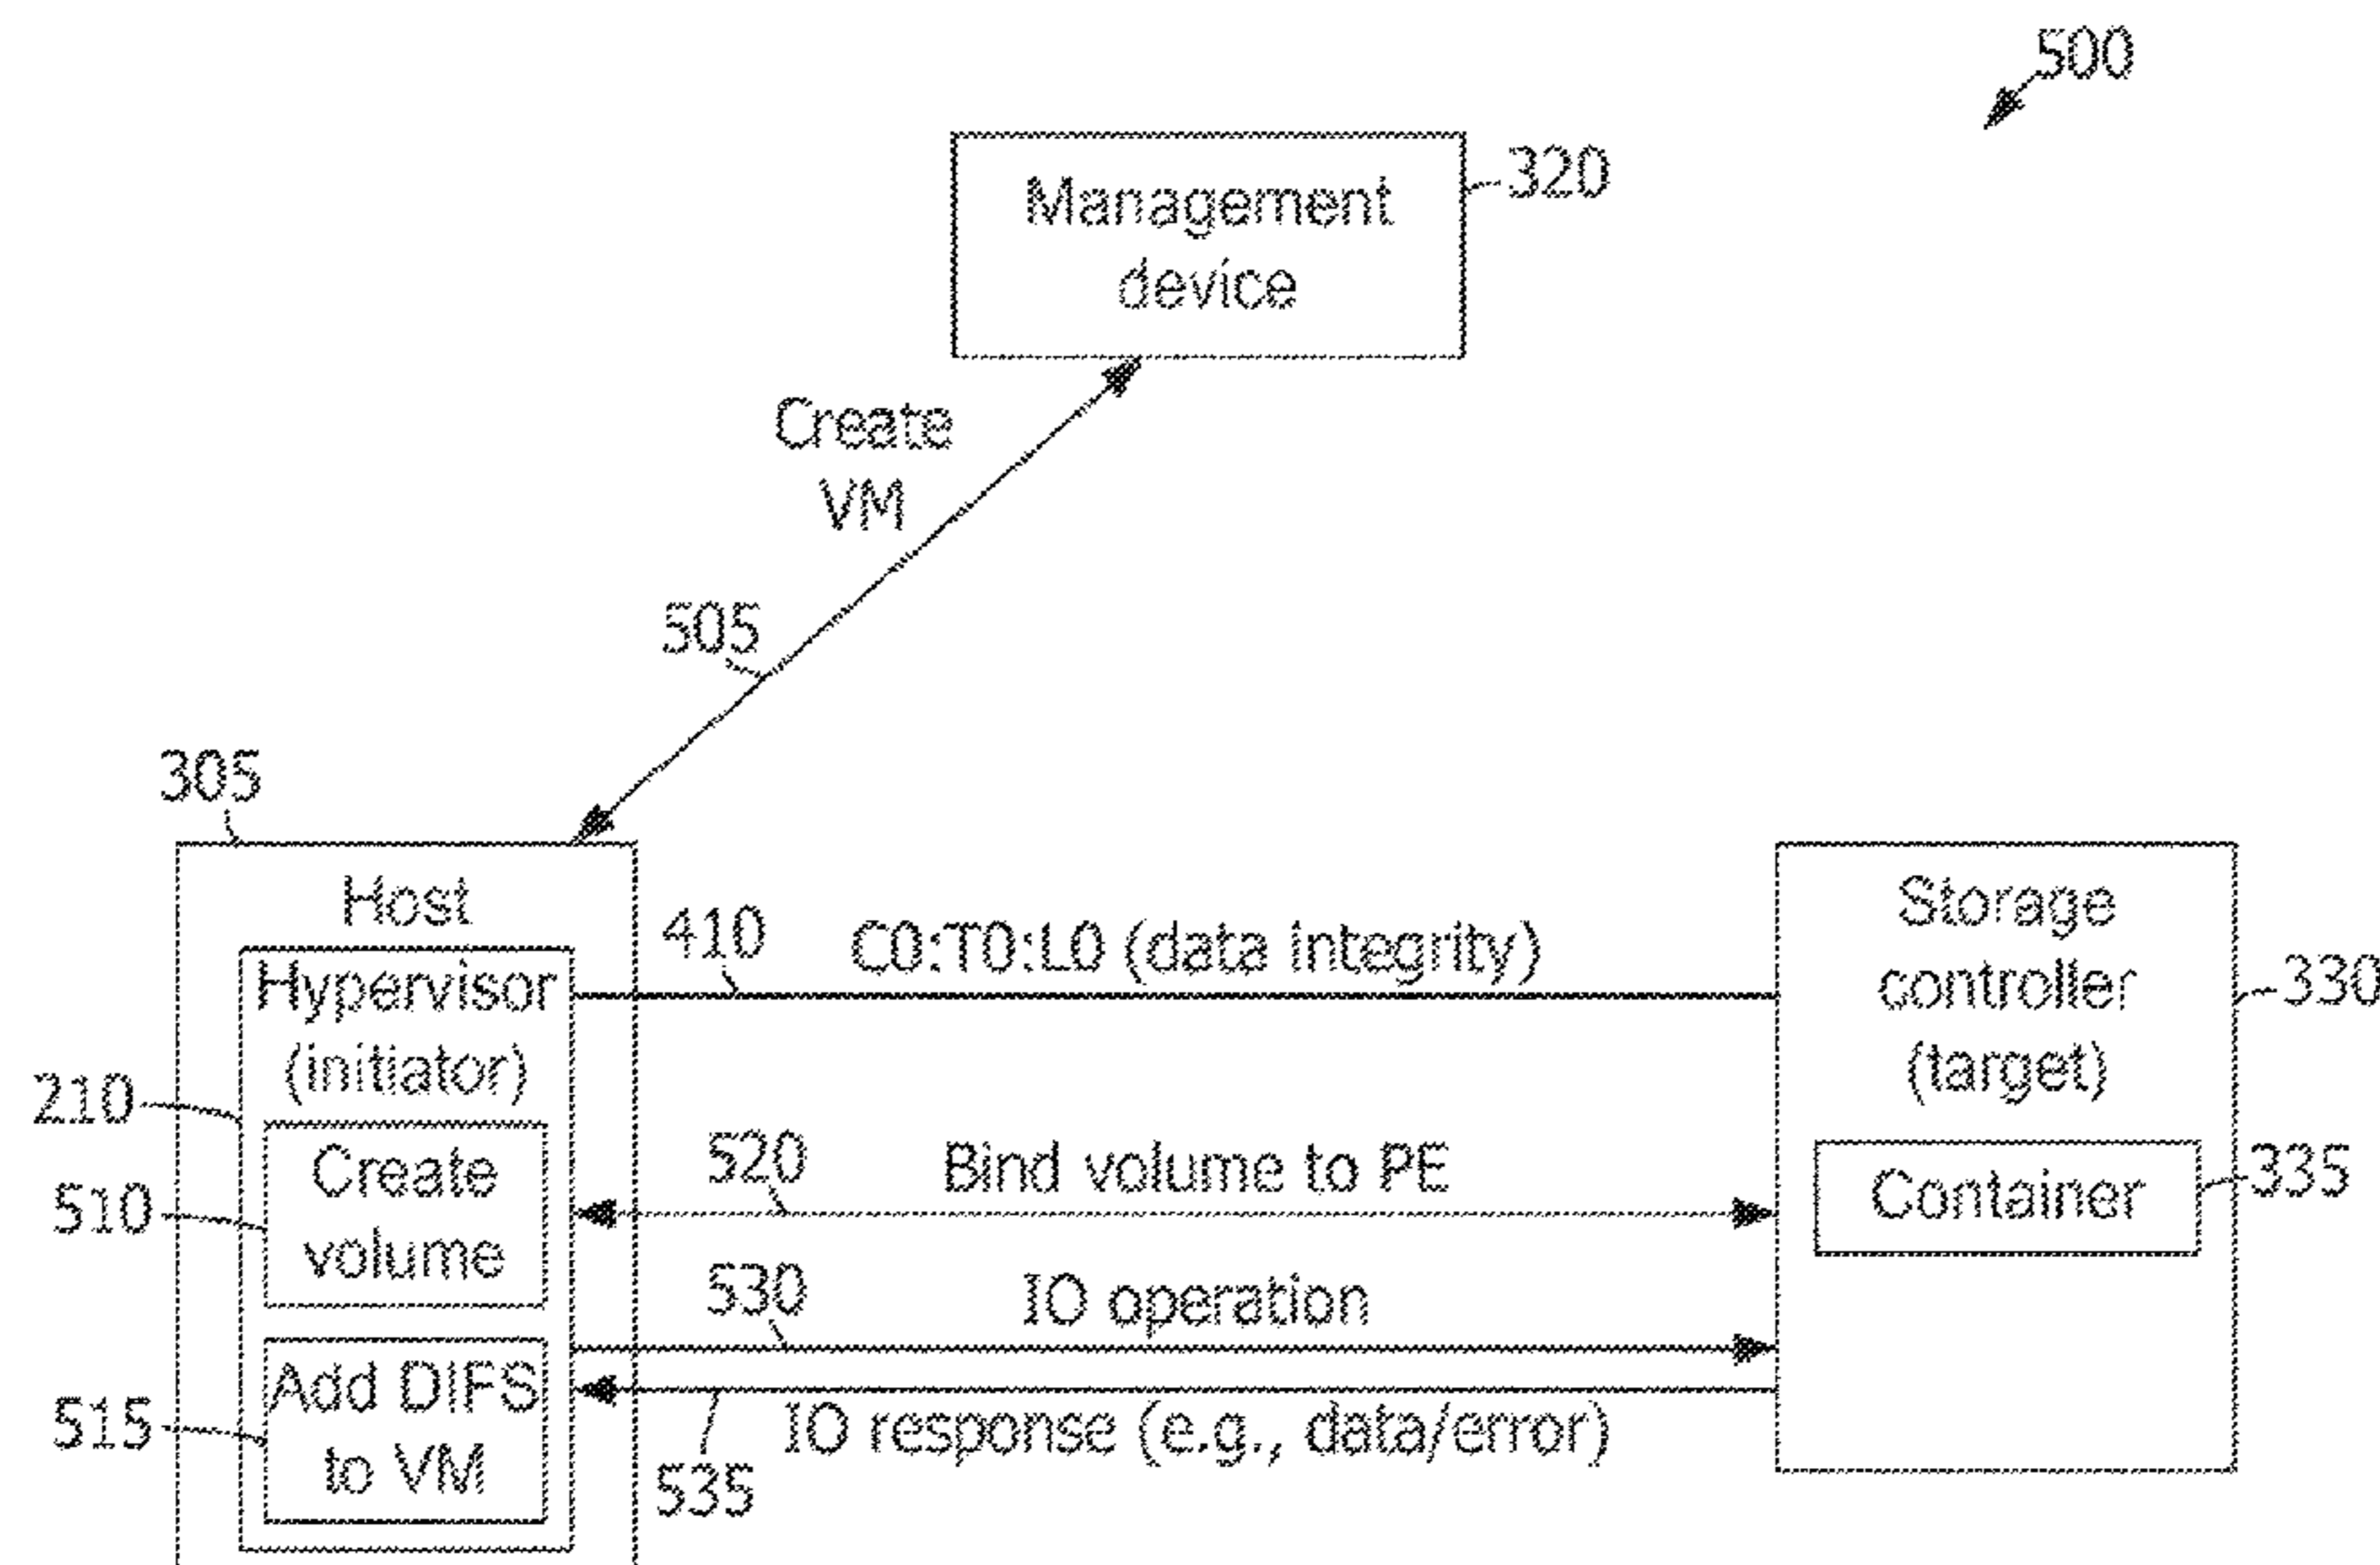 500
Management
device
320
Create
VM
505
305
Host
Hypervisor
(initiator)
210
Create
volume
510
Add DIFS
to VM
515
410
C0:T0:L0 (data integrity)
520
Bind volume to PE
530
IO operation
IO response (e.g., data/error)
535
Storage
controller
(target)
330
Container
335